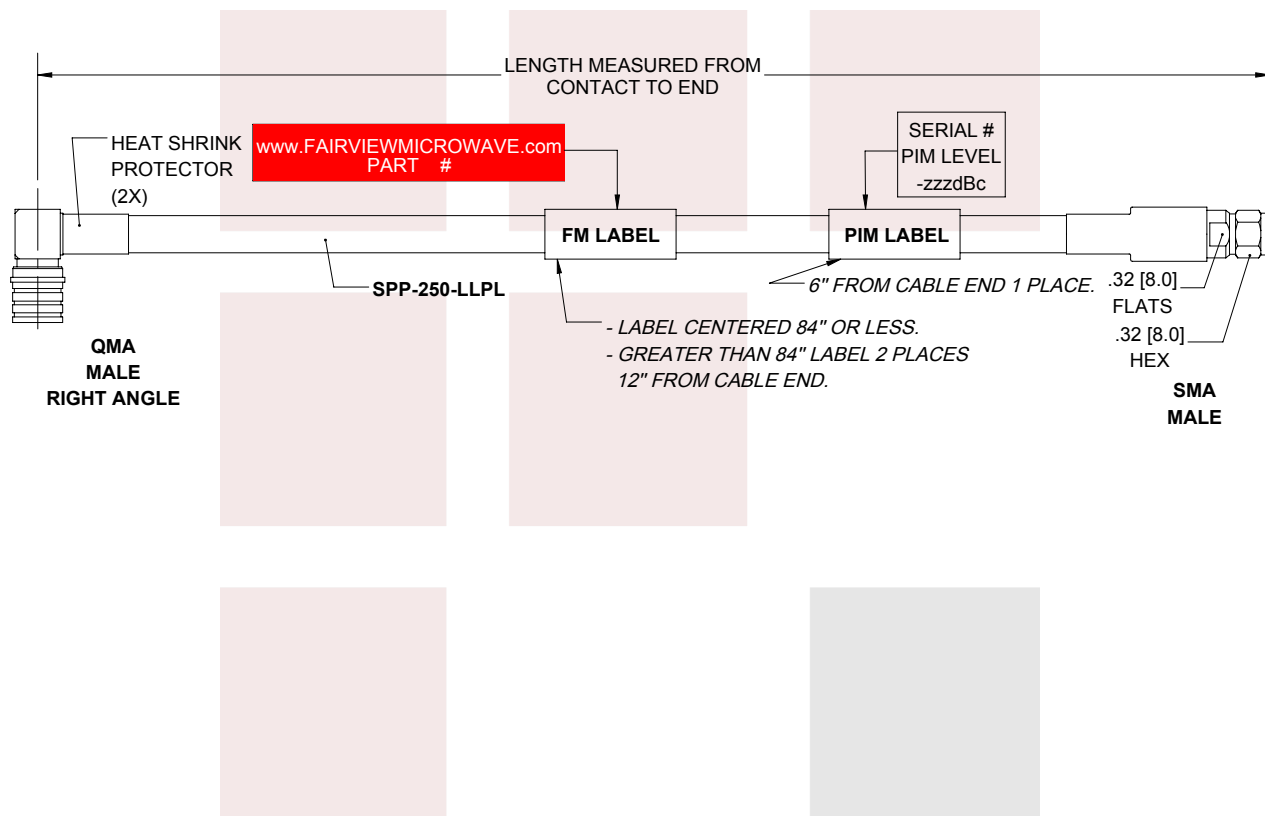 LENGTH MEASURED FROM
CONTACT TO END
HEAT SHRINK
PROTECTOR
(2X)
www.FAIRVIEWMICROWAVE.com
PART #
SERIAL #
PIM LEVEL
-zzzdBc
FM LABEL
PIM LABEL
SPP-250-LLPL
6" FROM CABLE END 1 PLACE.
.32 [8.0]
FLATS
.32 [8.0]
HEX
- LABEL CENTERED 84" OR LESS.
- GREATER THAN 84" LABEL 2 PLACES
12" FROM CABLE END.
QMA
MALE
RIGHT ANGLE
SMA
MALE